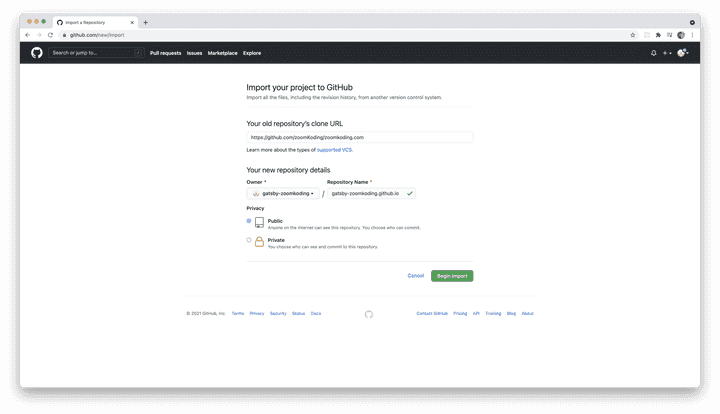 Import a Repository
github.com/new/import
Search or jump to... /
Pull requests Issues Marketplace Explore
Import your project to GitHub
Import all the files, including the revision history, from another version control system.
Your old repository's clone URL
https://github.com/zoomKoding/zoomkoding.com
Learn more about the types of supported VCS.
Your new repository details
Owner * Repository Name *
gatsby-zoomkoding / gatsby-zoomkoding.github.io
Privacy
Public
Anyone on the internet can see this repository. You choose who can commit.
Private
You choose who can see and commit to this repository.
Cancel Begin import
© 2021 GitHub, Inc. Terms Privacy Security Status Docs Contact GitHub Pricing API Training Blog About